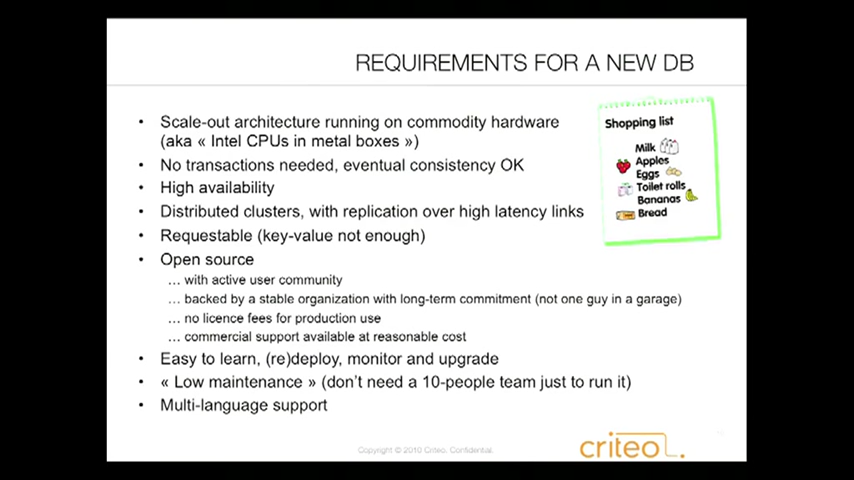 REQUIREMENTS FOR A NEW DB
• Scale-out architecture running on commodity hardware
(aka « Intel CPUs in metal boxes »)
• No transactions needed, eventual consistency OK
• High availability
• Distributed clusters, with replication over high latency links
• Requestable (key-value not enough)
• Open source
… with active user community
… backed by a stable organization with long-term commitment (not one guy in a garage)
… no licence fees for production use
… commercial support available at reasonable cost
• Easy to learn, (re)deploy, monitor and upgrade
• « Low maintenance » (don't need a 10-people team just to run it)
• Multi-language support
Shopping list
Milk
Apples
Eggs
Toilet rolls
Bananas
Bread
Copyright © 2010 Criteo. Confidential.
criteo